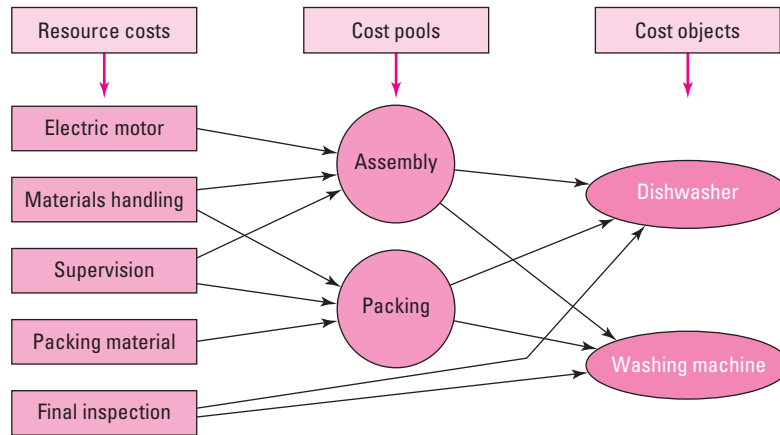 Resource costs
Cost pools
Cost objects
Electric motor
Assembly
Materials handling
Dishwasher
Supervision
Packing
Packing material
Washing machine
Final inspection